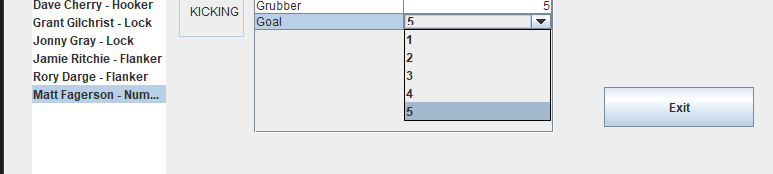 Dave Cherry - Hooker
Grant Gilchrist - Lock
Jonny Gray - Lock
Jamie Ritchie - Flanker
Rory Darge - Flanker
Matt Fagerson - Num...
KICKING
Grubber 5
Goal 5
1
2
3
4
5
Exit